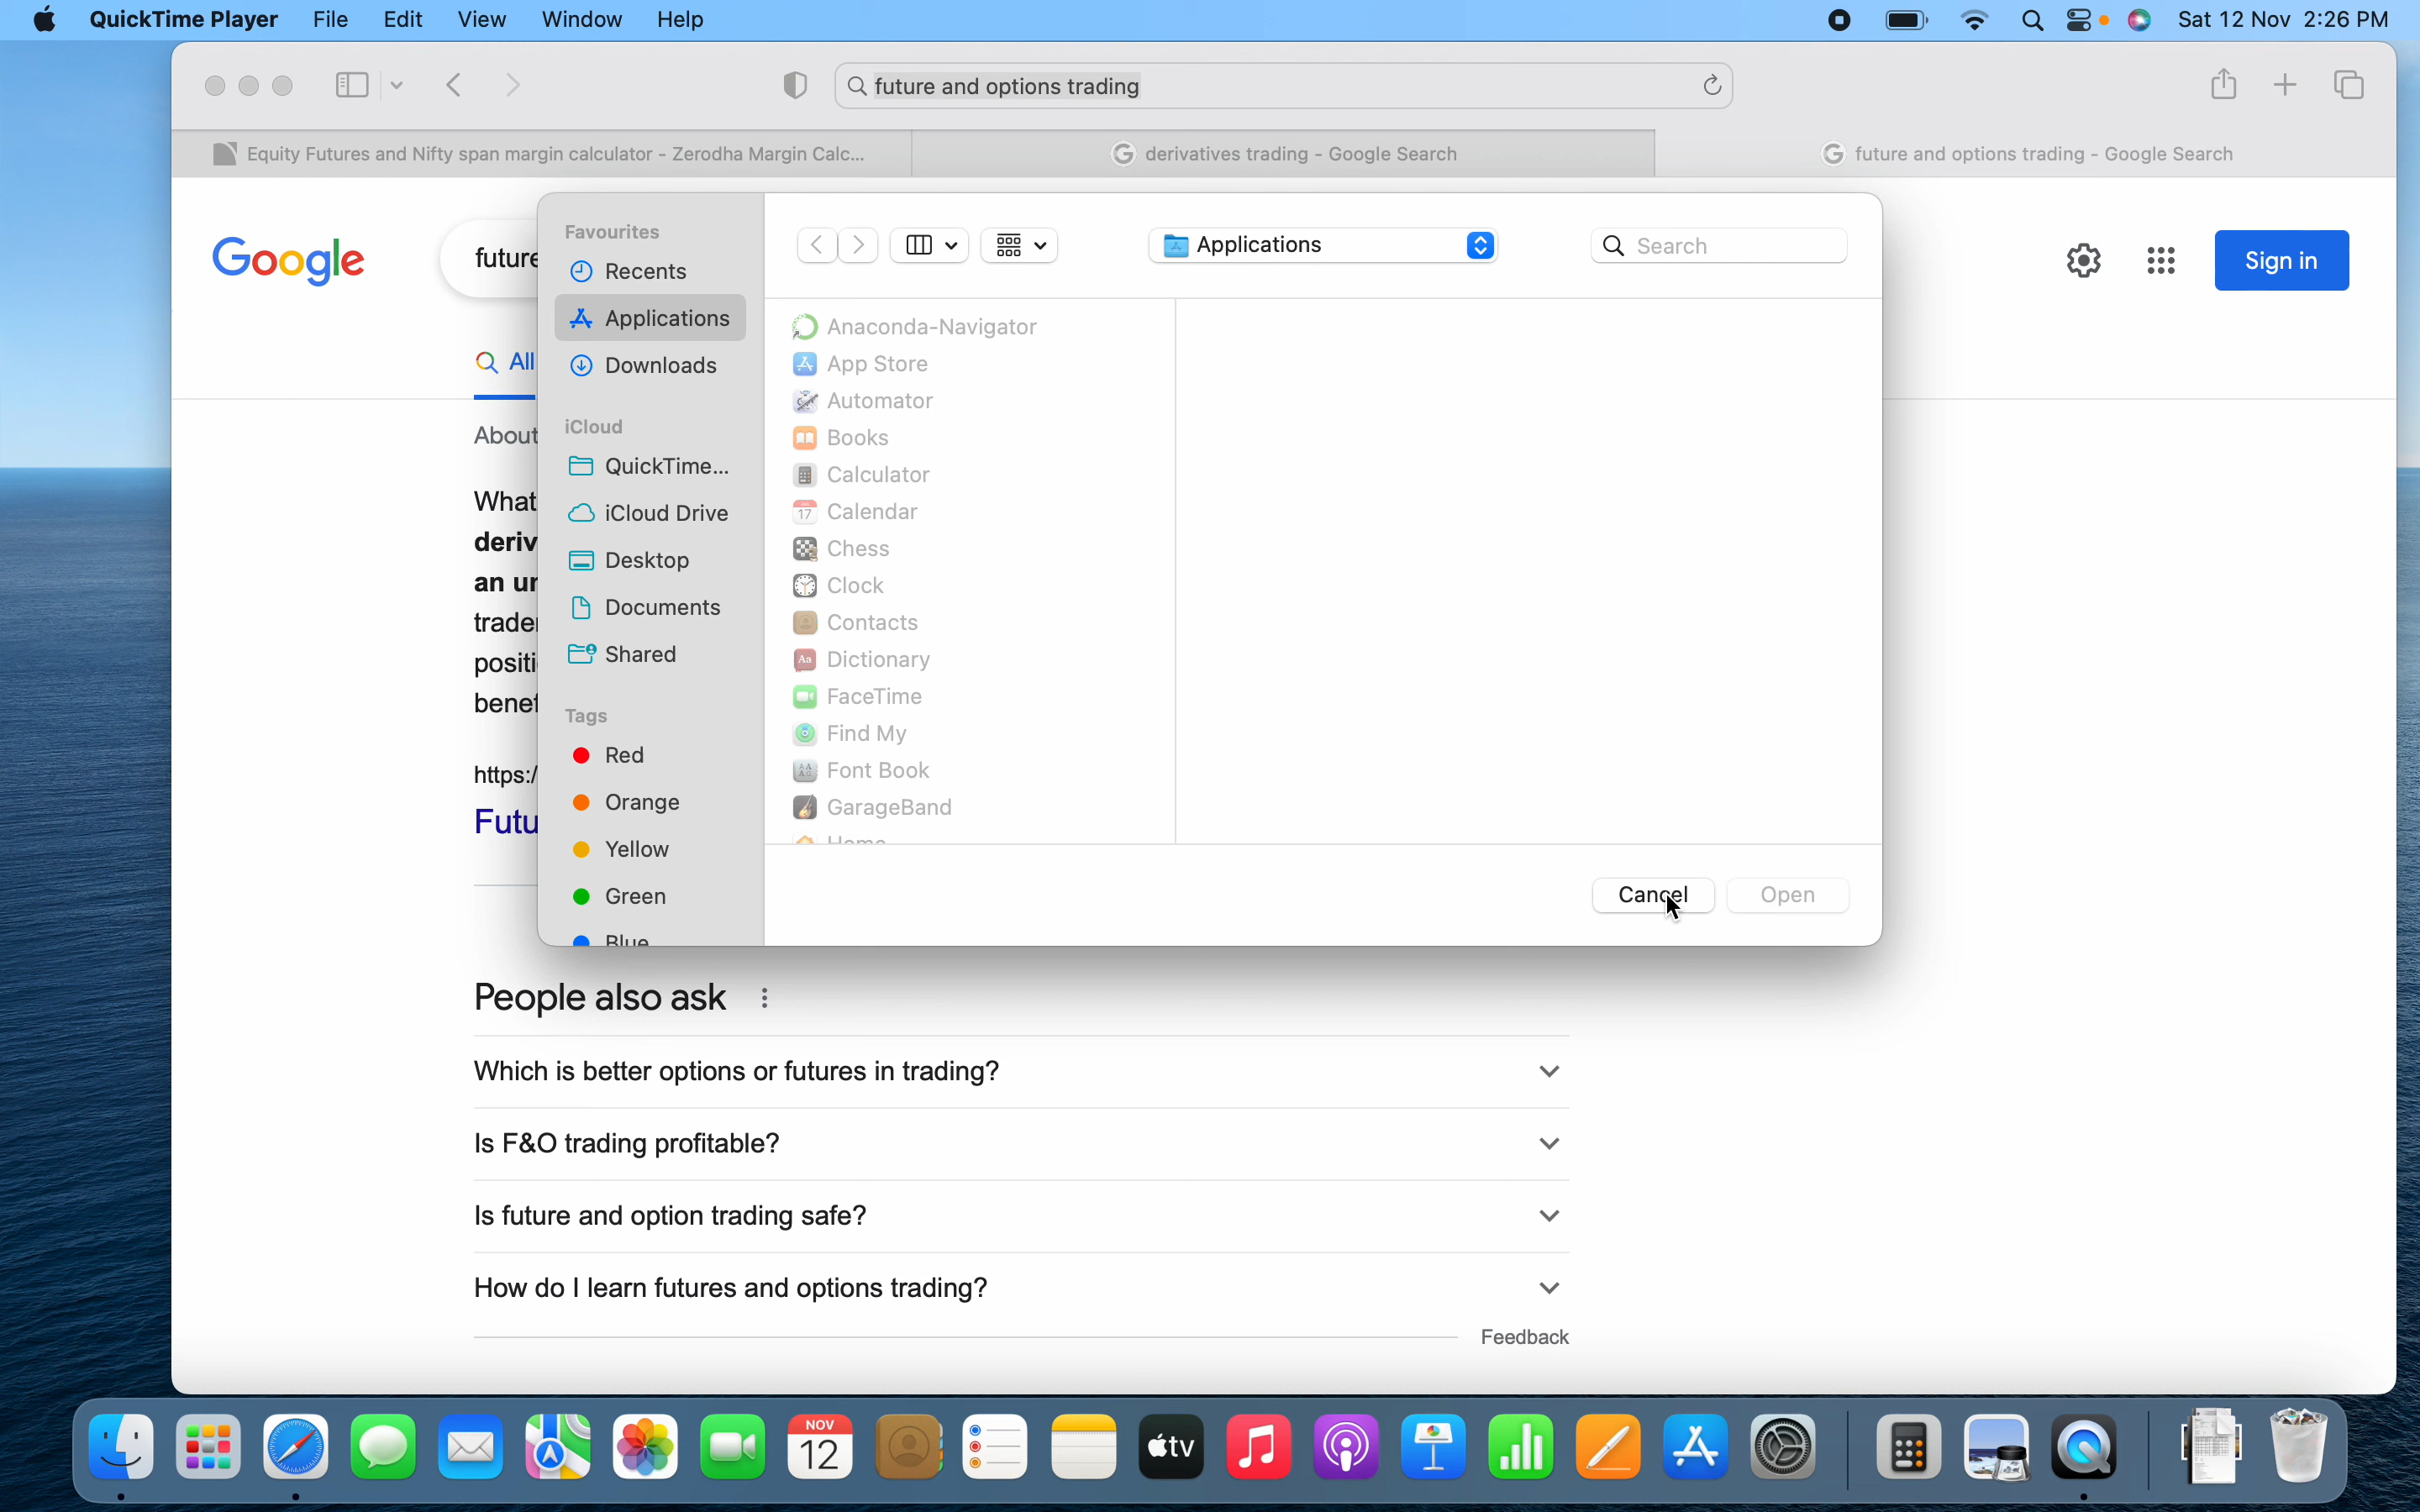 QuickTime Player File Edit View Window Help Sat 12 Nov 2:26 PM
future and options trading
Equity Futures and Nifty span margin calculator - Zerodha Margin Calc...
derivatives trading - Google Search
future and options trading - Google Search
Google
future
Sign in
All
About
What
deriv
an un
trader
positi
benef
https:/
Futu
Favourites
Recents
Applications
Downloads
iCloud
QuickTime...
iCloud Drive
Desktop
Documents
Shared
Tags
Red
Orange
Yellow
Green
Blue
Applications
Search
Anaconda-Navigator
App Store
Automator
Books
Calculator
Calendar
Chess
Clock
Contacts
Dictionary
FaceTime
Find My
Font Book
GarageBand
Home
Cancel Open
People also ask
Which is better options or futures in trading?
Is F&O trading profitable?
Is future and option trading safe?
How do I learn futures and options trading?
Feedback
NOV
12
tv